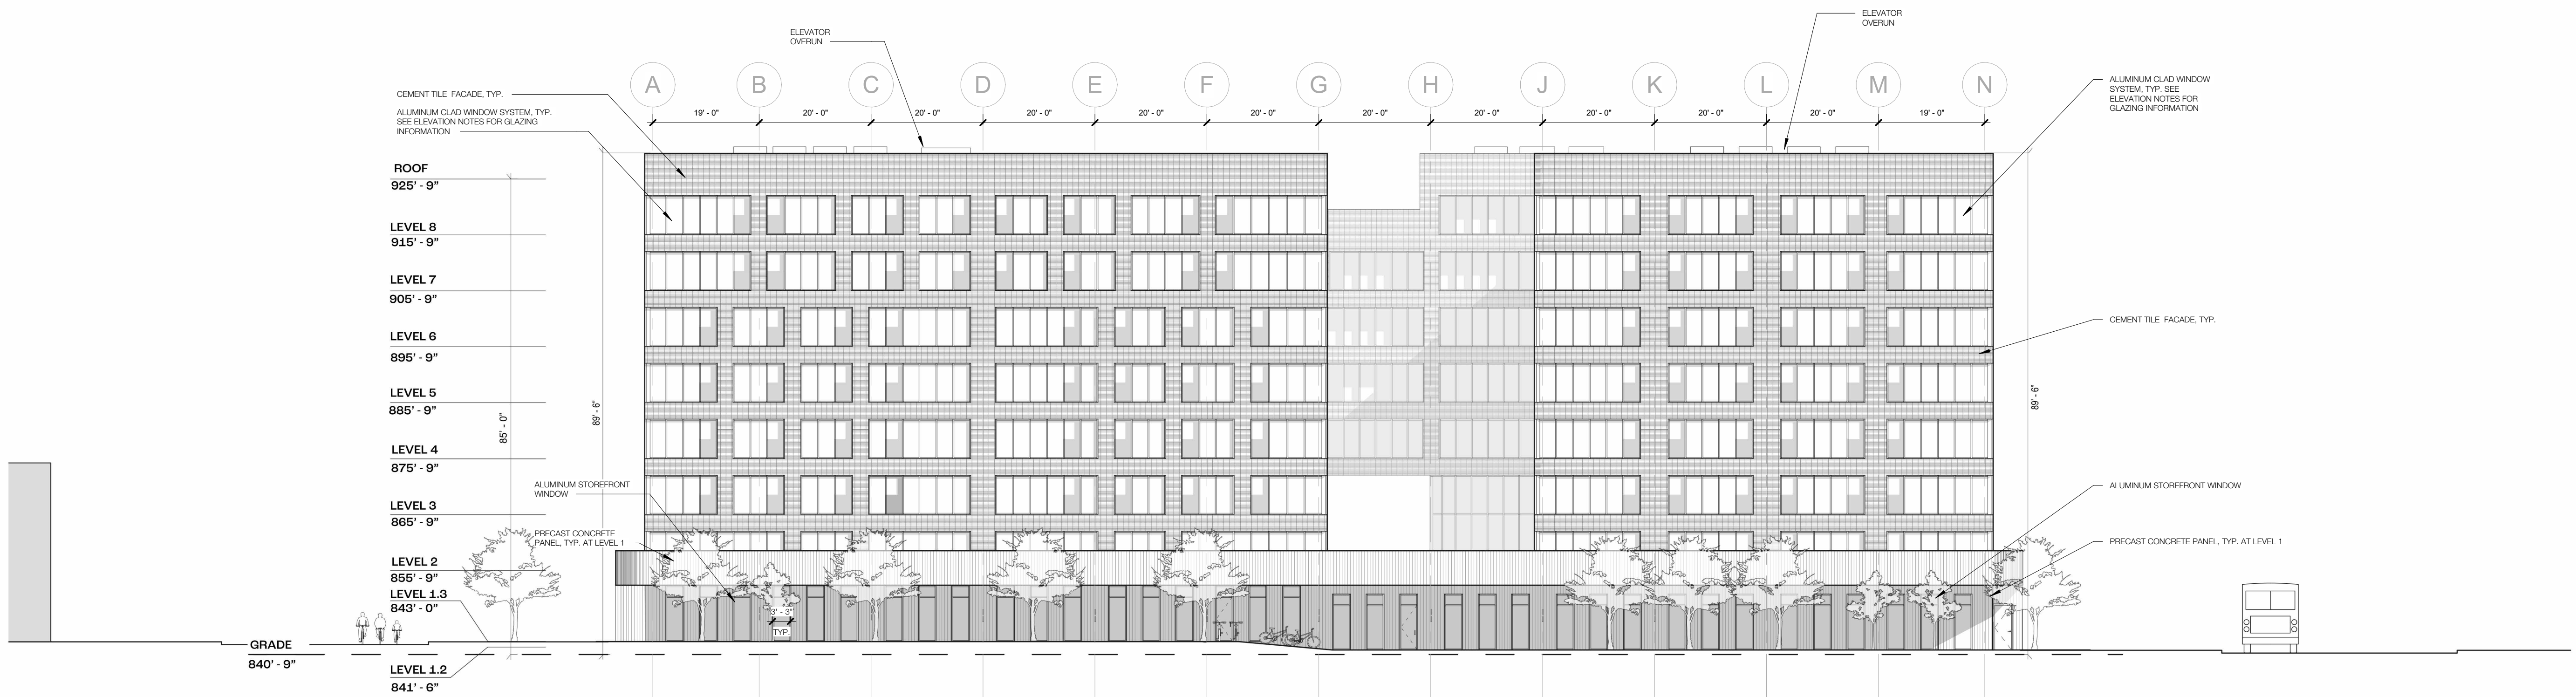 ELEVATOR
OVERUN
ELEVATOR
OVERUN
A B C D E F G H J K L M N
19' - 0" 20' - 0" 20' - 0" 20' - 0" 20' - 0" 20' - 0" 20' - 0" 20' - 0" 20' - 0" 20' - 0" 20' - 0" 19' - 0"
CEMENT TILE FACADE, TYP.
ALUMINUM CLAD WINDOW SYSTEM, TYP.
SEE ELEVATION NOTES FOR GLAZING
INFORMATION
ALUMINUM CLAD WINDOW
SYSTEM, TYP. SEE
ELEVATION NOTES FOR
GLAZING INFORMATION
ROOF
925' - 9"
LEVEL 8
915' - 9"
LEVEL 7
905' - 9"
LEVEL 6
895' - 9"
LEVEL 5
885' - 9"
LEVEL 4
875' - 9"
LEVEL 3
865' - 9"
LEVEL 2
855' - 9"
LEVEL 1.3
843' - 0"
GRADE
840' - 9"
LEVEL 1.2
841' - 6"
85' - 0"
89' - 6"
ALUMINUM STOREFRONT
WINDOW
PRECAST CONCRETE
PANEL, TYP. AT LEVEL 1
3' - 3"
TYP.
CEMENT TILE FACADE, TYP.
89' - 6"
ALUMINUM STOREFRONT WINDOW
PRECAST CONCRETE PANEL, TYP. AT LEVEL 1